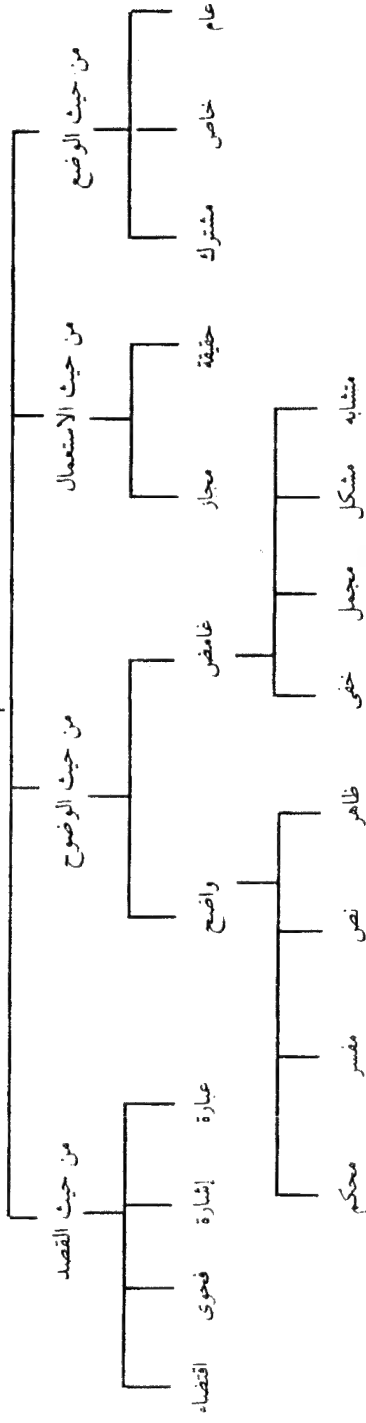 من حيث الوضع
عام
خاص
مشترك
من حيث الاستعمال
حقيقة
مجاز
من حيث الوضوح
غامض
متشابه
مشكل
مجمل
خفى
واضح
ظاهر
نص
مفسر
محكم
من حيث القصد
عبارة
إشارة
فحوى
اقتضاء